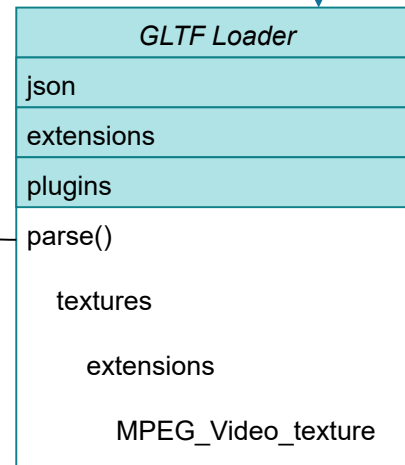 GLTF Loader
json
extensions
plugins
parse()
textures
extensions
MPEG_Video_texture